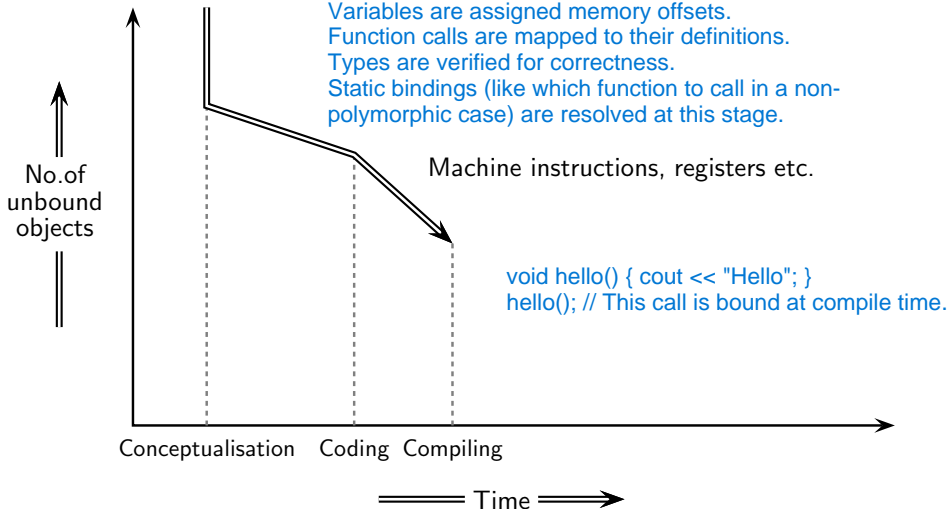 Variables are assigned memory offsets.
Function calls are mapped to their definitions.
Types are verified for correctness.
Static bindings (like which function to call in a non-
polymorphic case) are resolved at this stage.
Machine instructions, registers etc.
No.of
unbound
objects
void hello() { cout << "Hello"; }
hello(); // This call is bound at compile time.
Conceptualisation Coding Compiling
Time